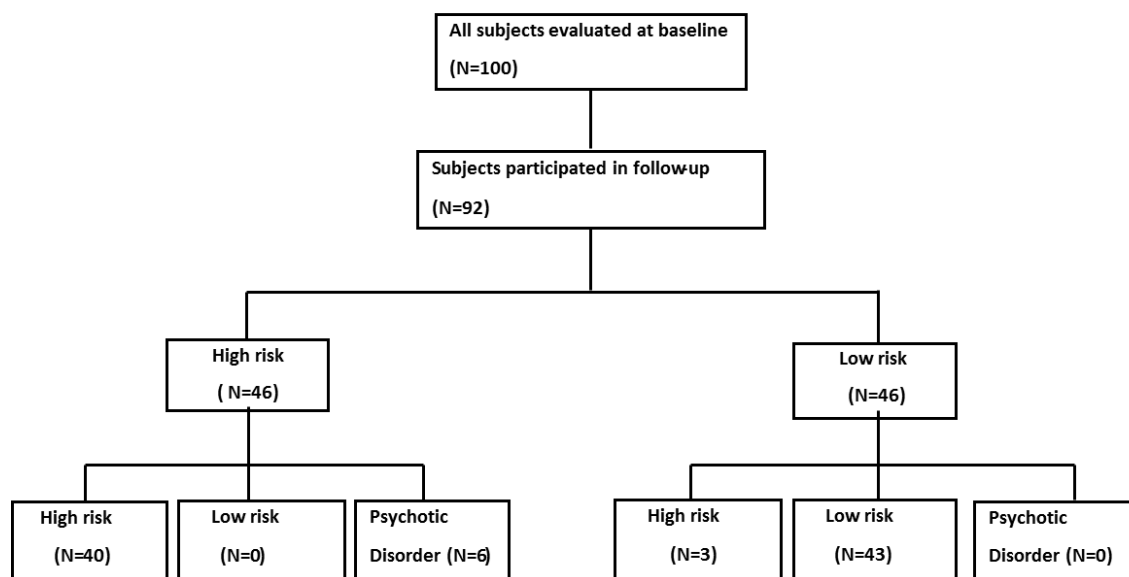 All subjects evaluated at baseline
(N=100)
Subjects participated in follow-up
(N=92)
High risk
( N=46)
Low risk
(N=46)
High risk
(N=40)
Low risk
(N=0)
Psychotic
Disorder (N=6)
High risk
(N=3)
Low risk
(N=43)
Psychotic
Disorder (N=0)